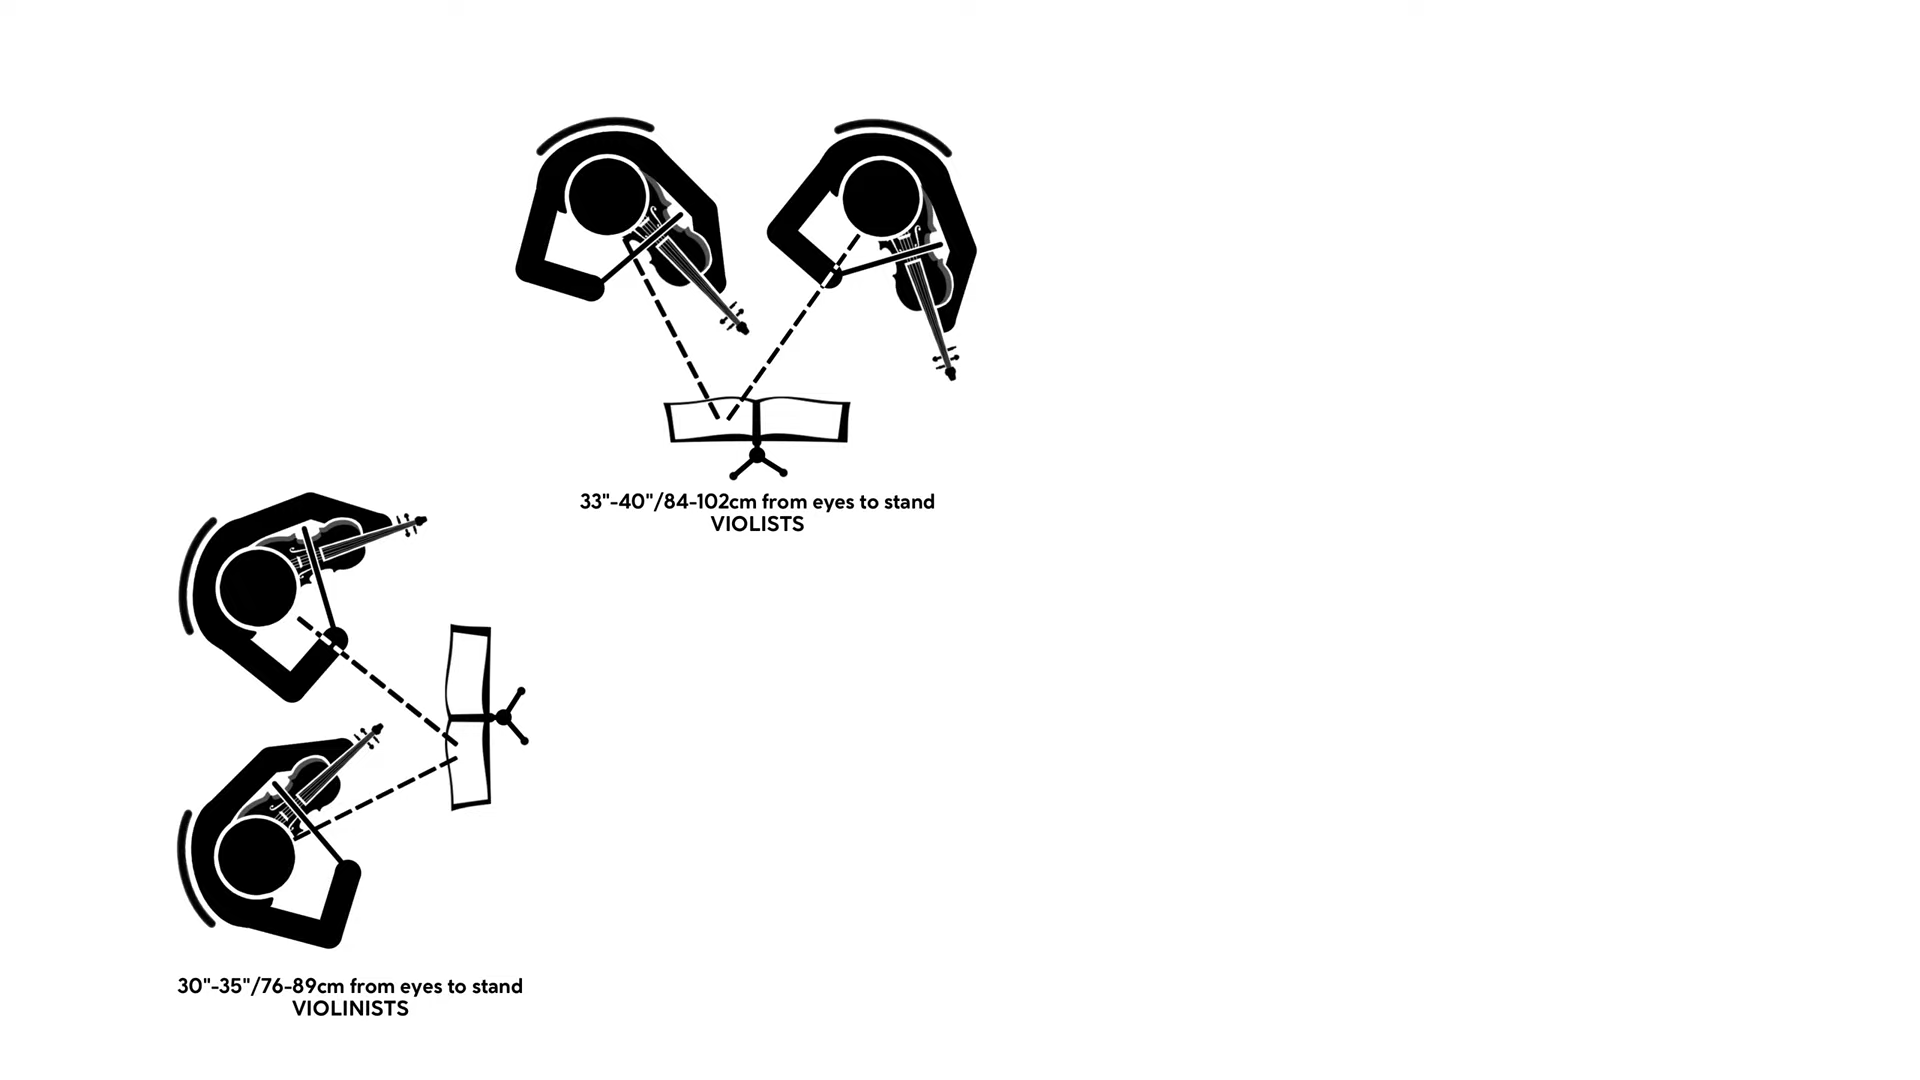 33"-40"/84-102cm from eyes to stand
VIOLISTS
30"-35"/76-89cm from eyes to stand
VIOLINISTS